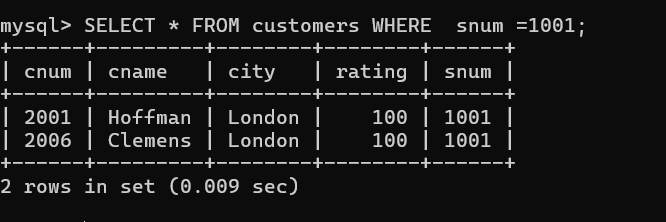 mysql> SELECT * FROM customers WHERE  snum =1001;
+------+---------+--------+--------+------+
| cnum | cname   | city   | rating | snum |
+------+---------+--------+--------+------+
| 2001 | Hoffman | London |    100 | 1001 |
| 2006 | Clemens | London |    100 | 1001 |
+------+---------+--------+--------+------+
2 rows in set (0.009 sec)